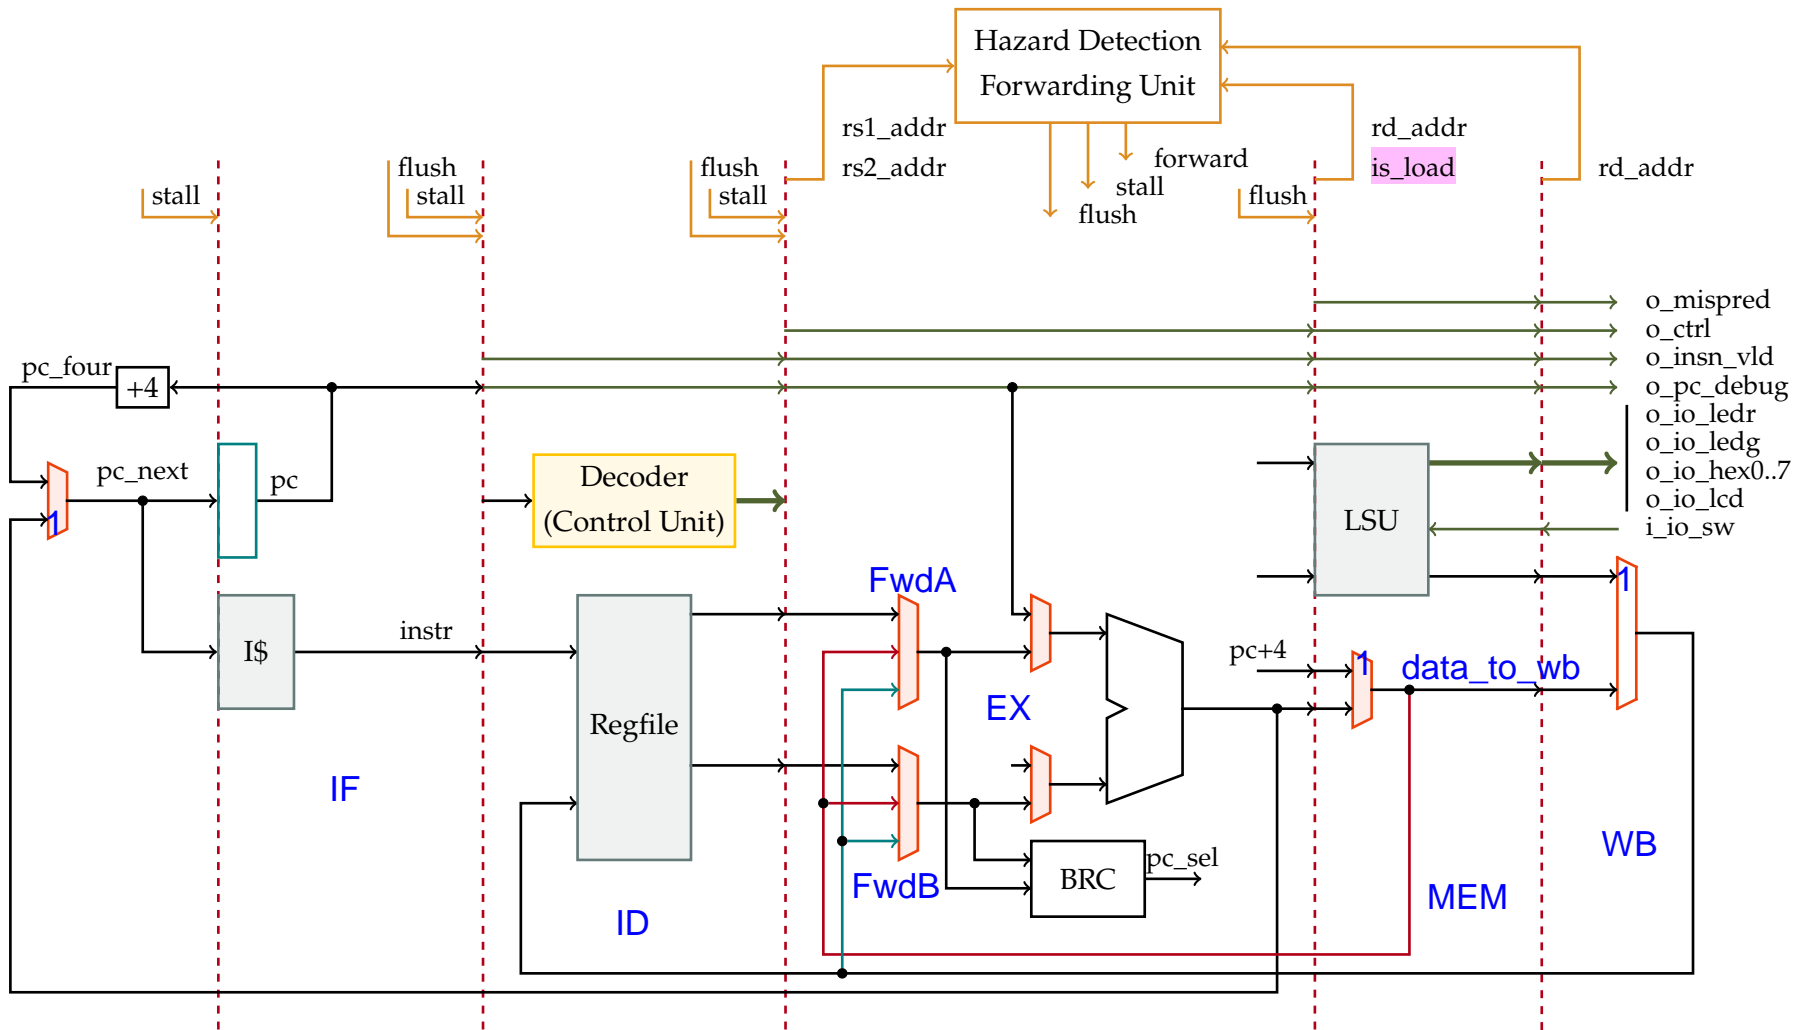 Hazard Detection
Forwarding Unit
rs1_addr
rs2_addr
rd_addr
is_load
rd_addr
forward
stall
flush
stall
flush
stall
flush
stall
flush
o_mispred
o_ctrl
o_insn_vld
o_pc_debug
o_io_ledr
o_io_ledg
o_io_hex0..7
o_io_lcd
i_io_sw
pc_four
+4
pc_next
pc
1
Decoder
(Control Unit)
LSU
I$
instr
Regfile
FwdA
FwdB
EX
pc+4
1
data_to_wb
1
BRC
pc_sel
IF
ID
MEM
WB